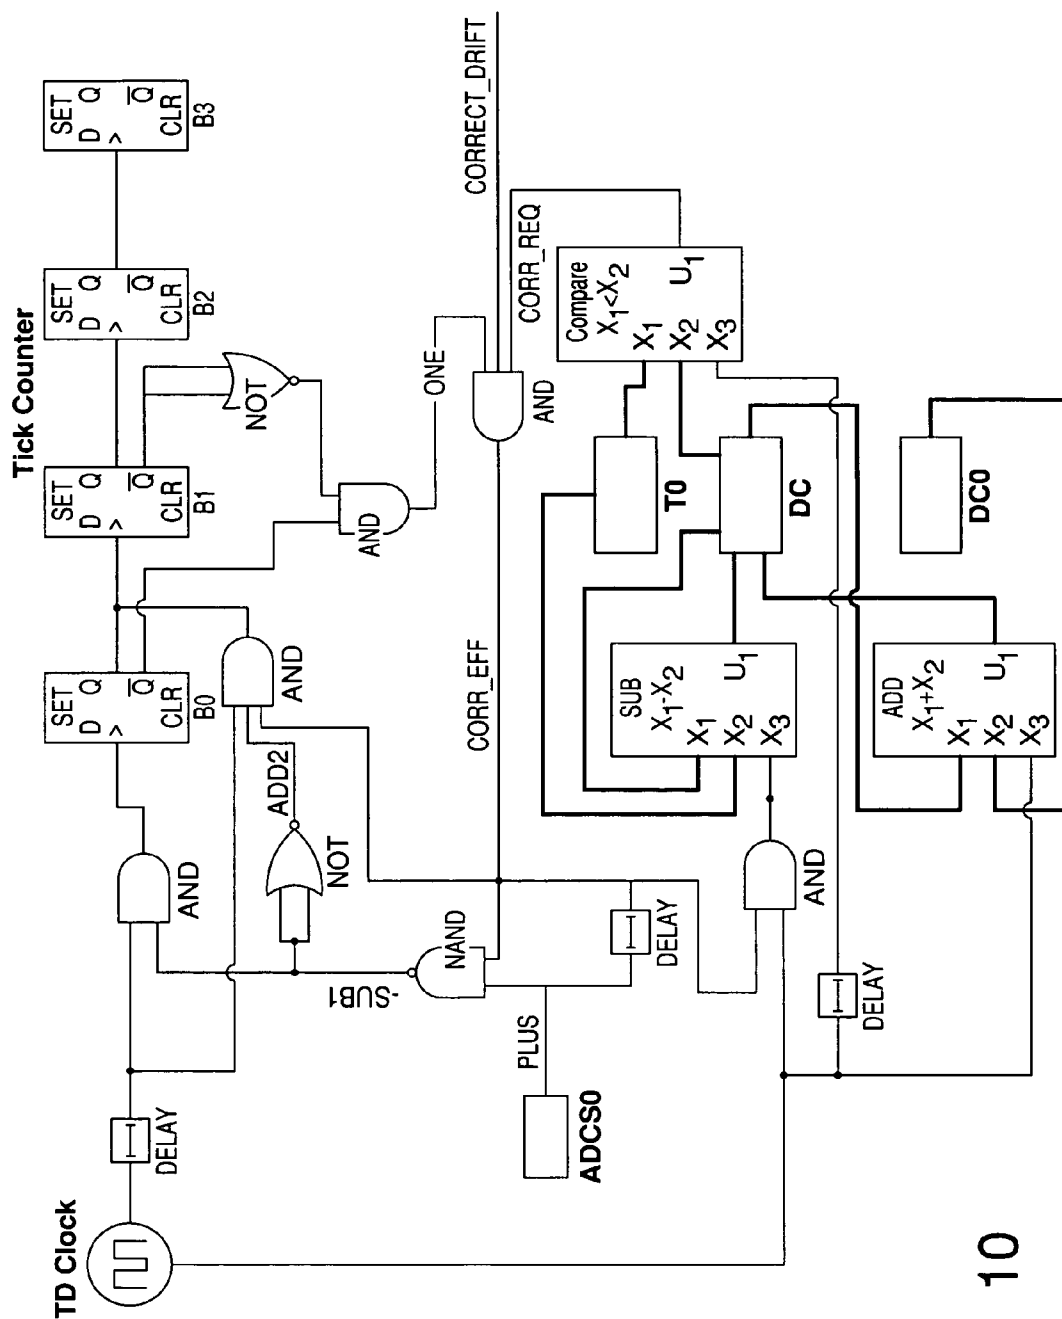 Tick Counter
TD Clock
DELAY
AND
SET
D Q
Q
CLR
B0
SET
D Q
Q
CLR
B1
SET
D Q
Q
CLR
B2
SET
D Q
Q
CLR
B3
AND
ADD2
NOT
NOT
AND
ONE
-SUB1
NAND
PLUS
ADCS0
DELAY
CORR_EFF
AND
CORRECT_DRIFT
CORR_REQ
Compare
X1<X2
X1
X2
X3
U1
T0
DC
DC0
SUB
X1-X2
X1
X2
X3
U1
AND
DELAY
ADD
X1+X2
X1
X2
X3
U1
10